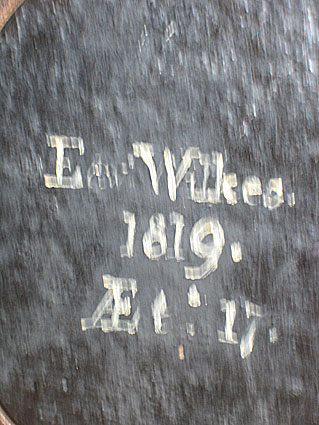 Edw^d Wilkes.
1819.
Æt: 17.